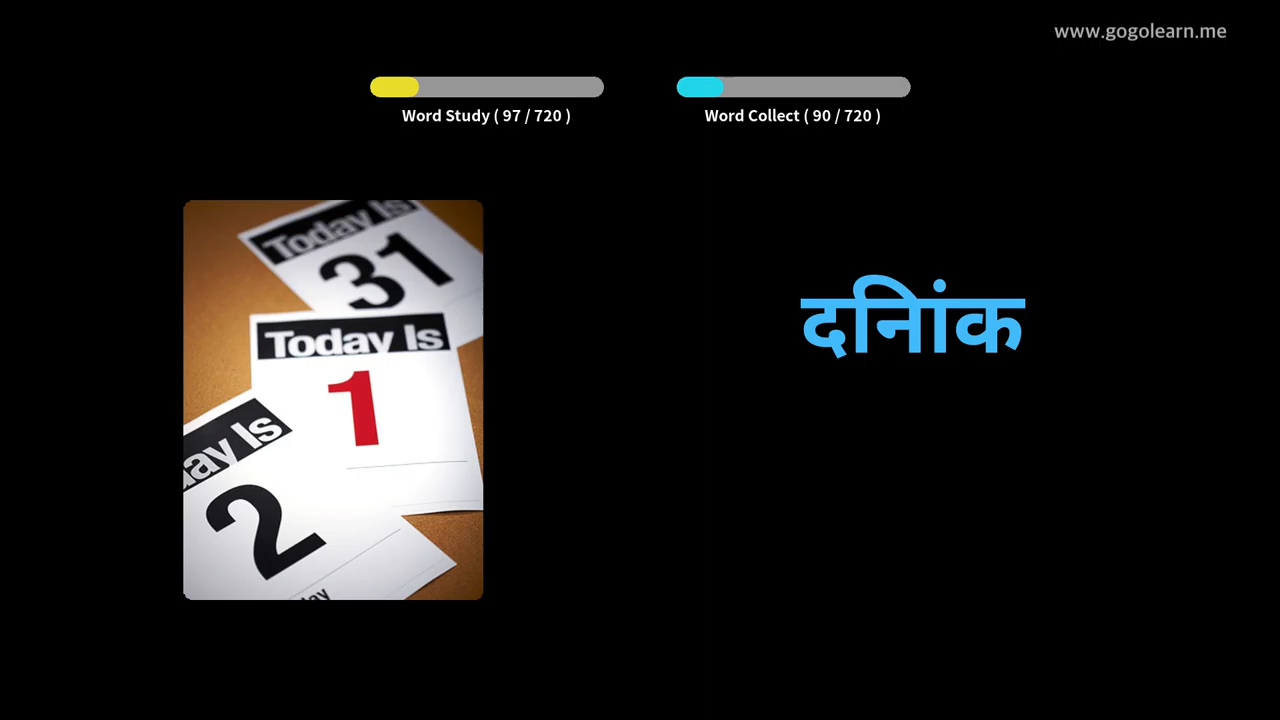 www.gogolearn.me
Word Study ( 97 / 720 )
Word Collect ( 90 / 720 )
Today Is
31
Today Is
1
ay Is
2
दनिांक